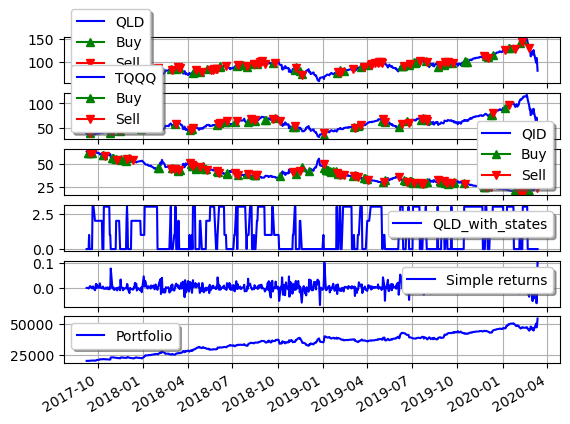 QLD
Buy
Sell
150
100
TQQQ
Buy
Sell
100
50
QID
Buy
Sell
50
25
QLD_with_states
2.5
0.0
Simple returns
0.1
0.0
Portfolio
50000
25000
2017-10
2018-01
2018-04
2018-07
2018-10
2019-01
2019-04
2019-07
2019-10
2020-01
2020-04